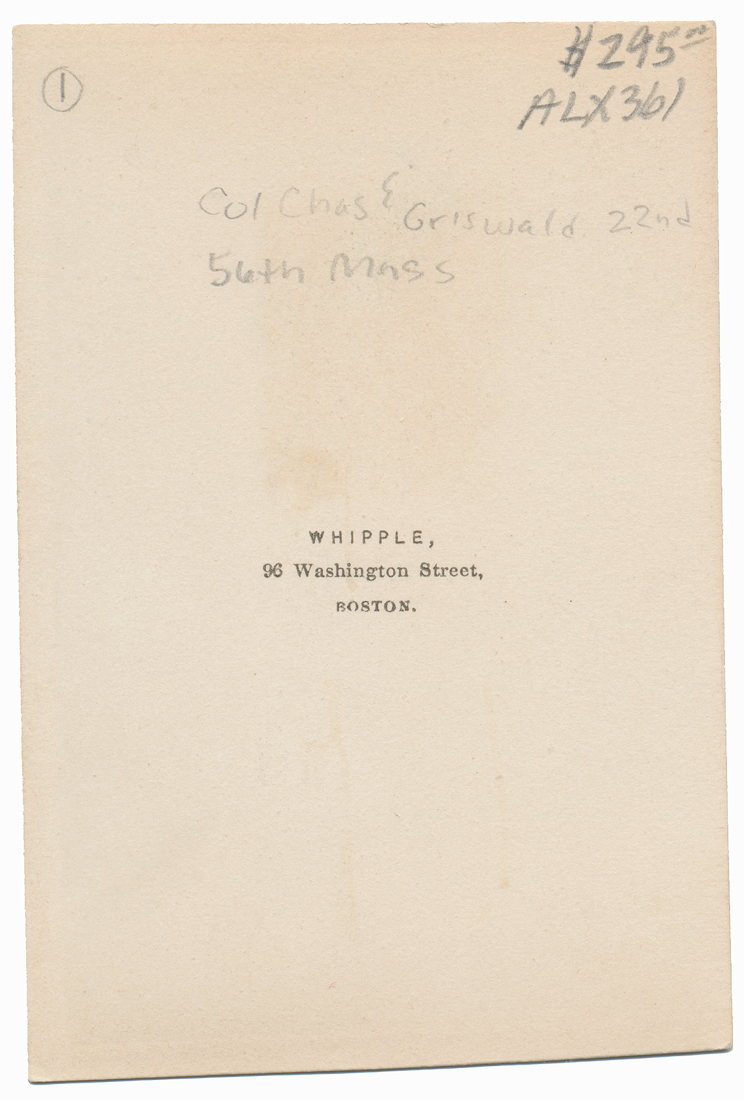 ① 
$295.00
ALX361
Col Chas E Griswald 22nd
56th Mass
WHIPPLE,
96 Washington Street,
BOSTON.